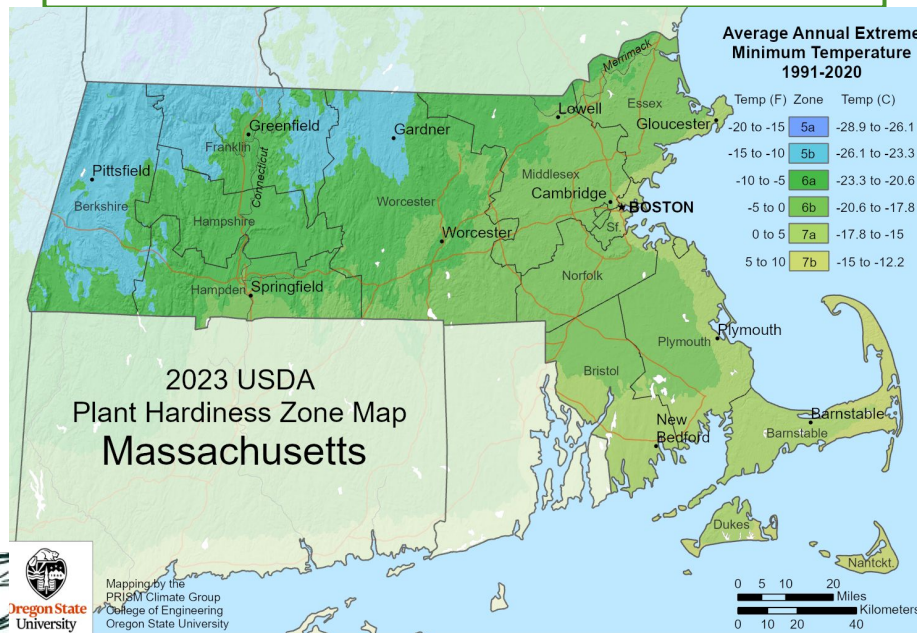 Average Annual Extreme
Minimum Temperature
1991-2020
Temp (F) Zone Temp (C)
-20 to -15 5a -28.9 to -26.1
-15 to -10 5b -26.1 to -23.3
-10 to -5 6a -23.3 to -20.6
-5 to 0 6b -20.6 to -17.8
0 to 5 7a -17.8 to -15
5 to 10 7b -15 to -12.2
Merrimack
Essex
Lowell
Gloucester
Greenfield
Franklin
Connecticut
Gardner
Pittsfield
Berkshire
Hampshire
Worcester
Worcester
Middlesex
Cambridge
BOSTON
Sf.
Norfolk
Hampden
Springfield
Plymouth
Plymouth
Bristol
New
Bedford
Barnstable
Barnstable
Dukes
Nantckt.
2023 USDA
Plant Hardiness Zone Map
Massachusetts
Oregon State
University
Mapping by the
PRISM Climate Group
College of Engineering
Oregon State University
0 5 10 20
Miles
Kilometers
0 10 20 40